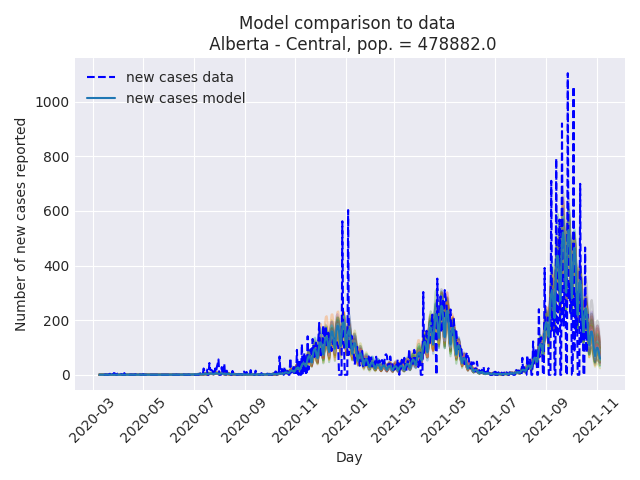 Model comparison to data
Alberta - Central, pop. = 478882.0
new cases data
new cases model
Number of new cases reported
1000
800
600
400
200
0
2020-03
2020-05
2020-07
2020-09
2020-11
2021-01
2021-03
2021-05
2021-07
2021-09
2021-11
Day